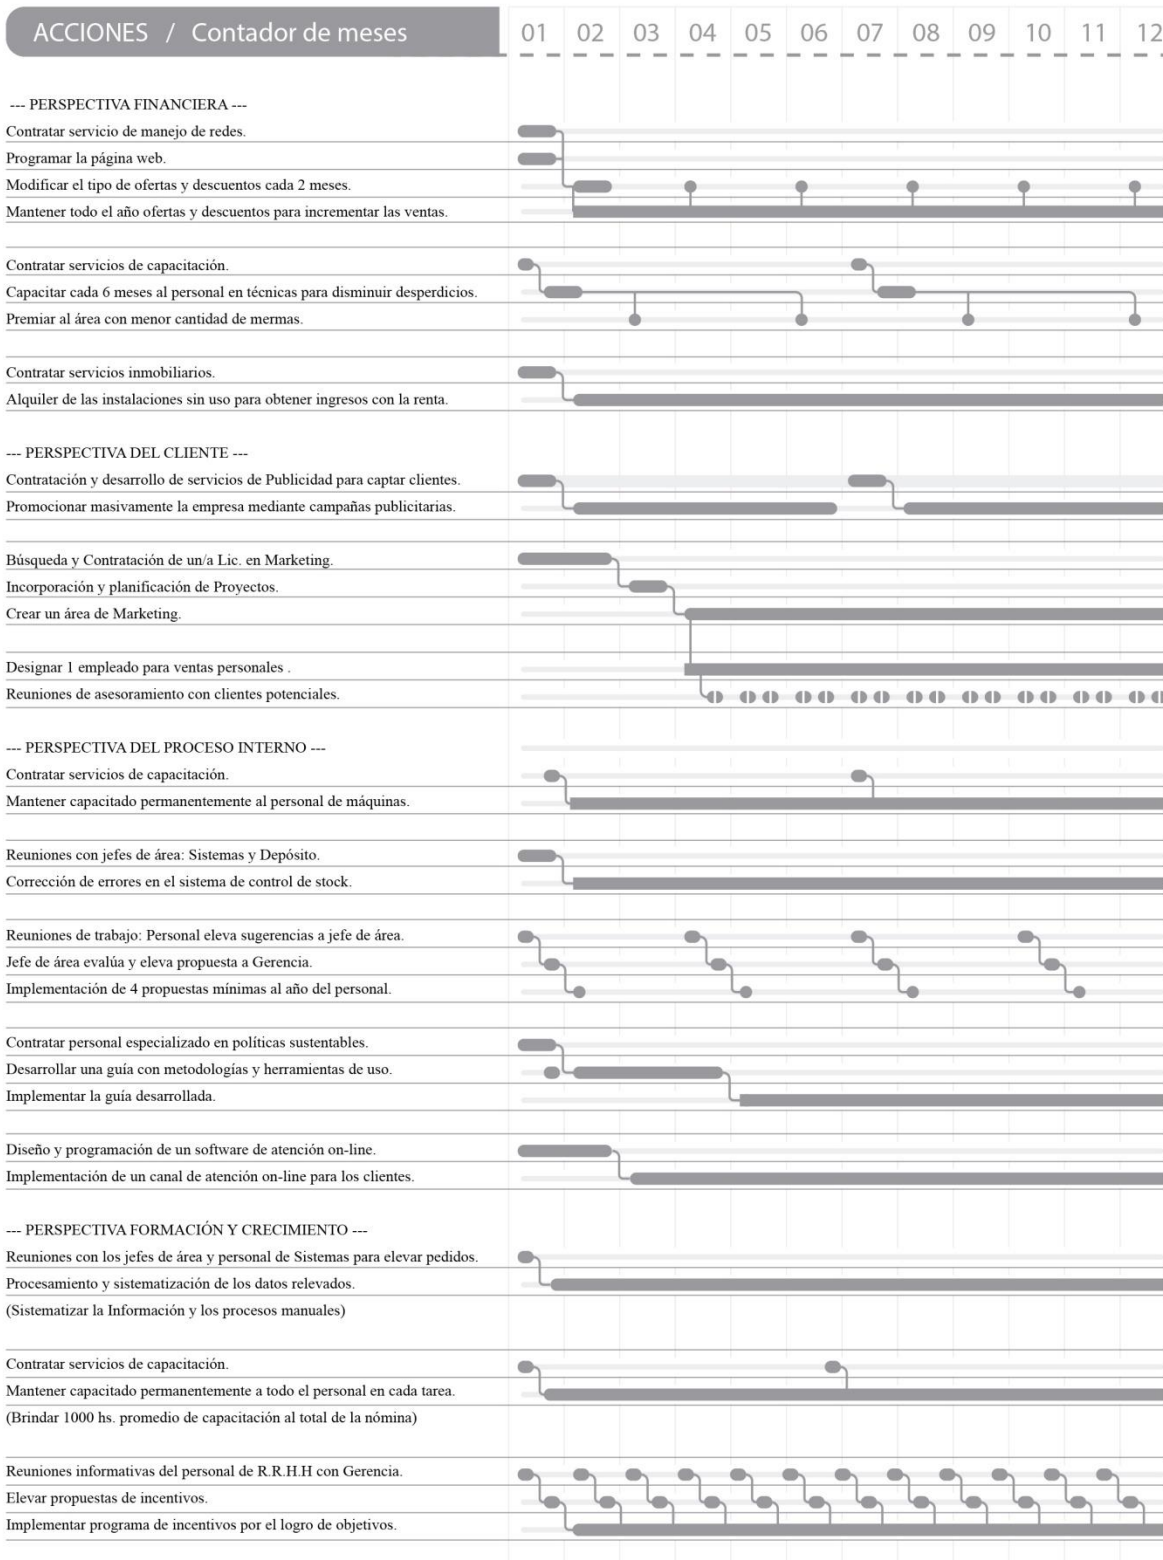 ACCIONES / Contador de meses 01 02 03 04 05 06 07 08 09 10 11 12
--- PERSPECTIVA FINANCIERA ---
Contratar servicio de manejo de redes.
Programar la página web.
Modificar el tipo de ofertas y descuentos cada 2 meses.
Mantener todo el año ofertas y descuentos para incrementar las ventas.
Contratar servicios de capacitación.
Capacitar cada 6 meses al personal en técnicas para disminuir desperdicios.
Premiar al área con menor cantidad de mermas.
Contratar servicios inmobiliarios.
Alquiler de las instalaciones sin uso para obtener ingresos con la renta.
--- PERSPECTIVA DEL CLIENTE ---
Contratación y desarrollo de servicios de Publicidad para captar clientes.
Promocionar masivamente la empresa mediante campañas publicitarias.
Búsqueda y Contratación de un/a Lic. en Marketing.
Incorporación y planificación de Proyectos.
Crear un área de Marketing.
Designar 1 empleado para ventas personales .
Reuniones de asesoramiento con clientes potenciales.
--- PERSPECTIVA DEL PROCESO INTERNO ---
Contratar servicios de capacitación.
Mantener capacitado permanentemente al personal de máquinas.
Reuniones con jefes de área: Sistemas y Depósito.
Corrección de errores en el sistema de control de stock.
Reuniones de trabajo: Personal eleva sugerencias a jefe de área.
Jefe de área evalúa y eleva propuesta a Gerencia.
Implementación de 4 propuestas mínimas al año del personal.
Contratar personal especializado en políticas sustentables.
Desarrollar una guía con metodologías y herramientas de uso.
Implementar la guía desarrollada.
Diseño y programación de un software de atención on-line.
Implementación de un canal de atención on-line para los clientes.
--- PERSPECTIVA FORMACIÓN Y CRECIMIENTO ---
Reuniones con los jefes de área y personal de Sistemas para elevar pedidos.
Procesamiento y sistematización de los datos relevados.
(Sistematizar la Información y los procesos manuales)
Contratar servicios de capacitación.
Mantener capacitado permanentemente a todo el personal en cada tarea.
(Brindar 1000 hs. promedio de capacitación al total de la nómina)
Reuniones informativas del personal de R.R.H.H con Gerencia.
Elevar propuestas de incentivos.
Implementar programa de incentivos por el logro de objetivos.